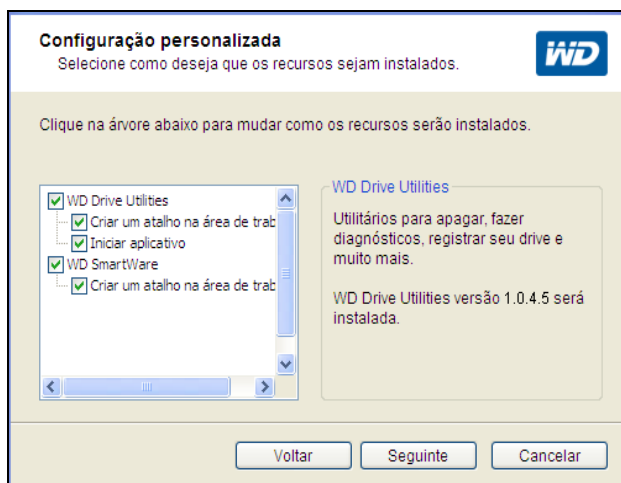 Configuração personalizada
Selecione como deseja que os recursos sejam instalados.
WD
Clique na árvore abaixo para mudar como os recursos serão instalados.
WD Drive Utilities
Criar um atalho na área de trab
Iniciar aplicativo
WD SmartWare
Criar um atalho na área de trab
WD Drive Utilities
Utilitários para apagar, fazer
diagnósticos, registrar seu drive e
muito mais.
WD Drive Utilities versão 1.0.4.5 será
instalada.
Voltar
Seguinte
Cancelar